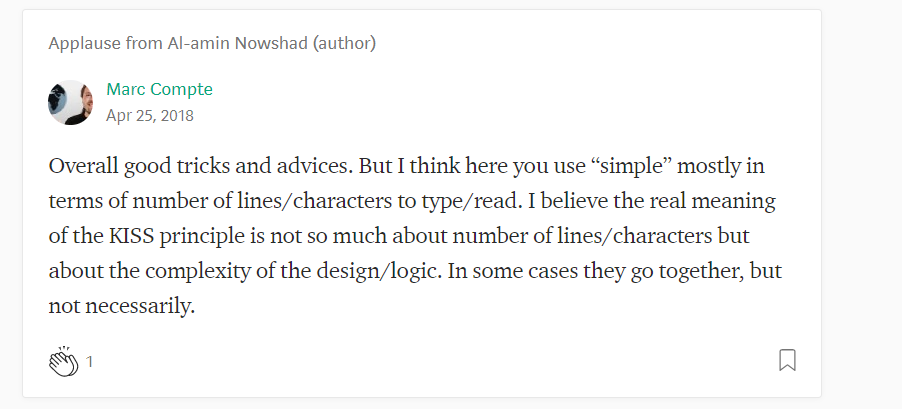 Applause from Al-amin Nowshad (author)
Marc Compte
Apr 25, 2018
Overall good tricks and advices. But I think here you use “simple” mostly in
terms of number of lines/characters to type/read. I believe the real meaning
of the KISS principle is not so much about number of lines/characters but
about the complexity of the design/logic. In some cases they go together, but
not necessarily.
1